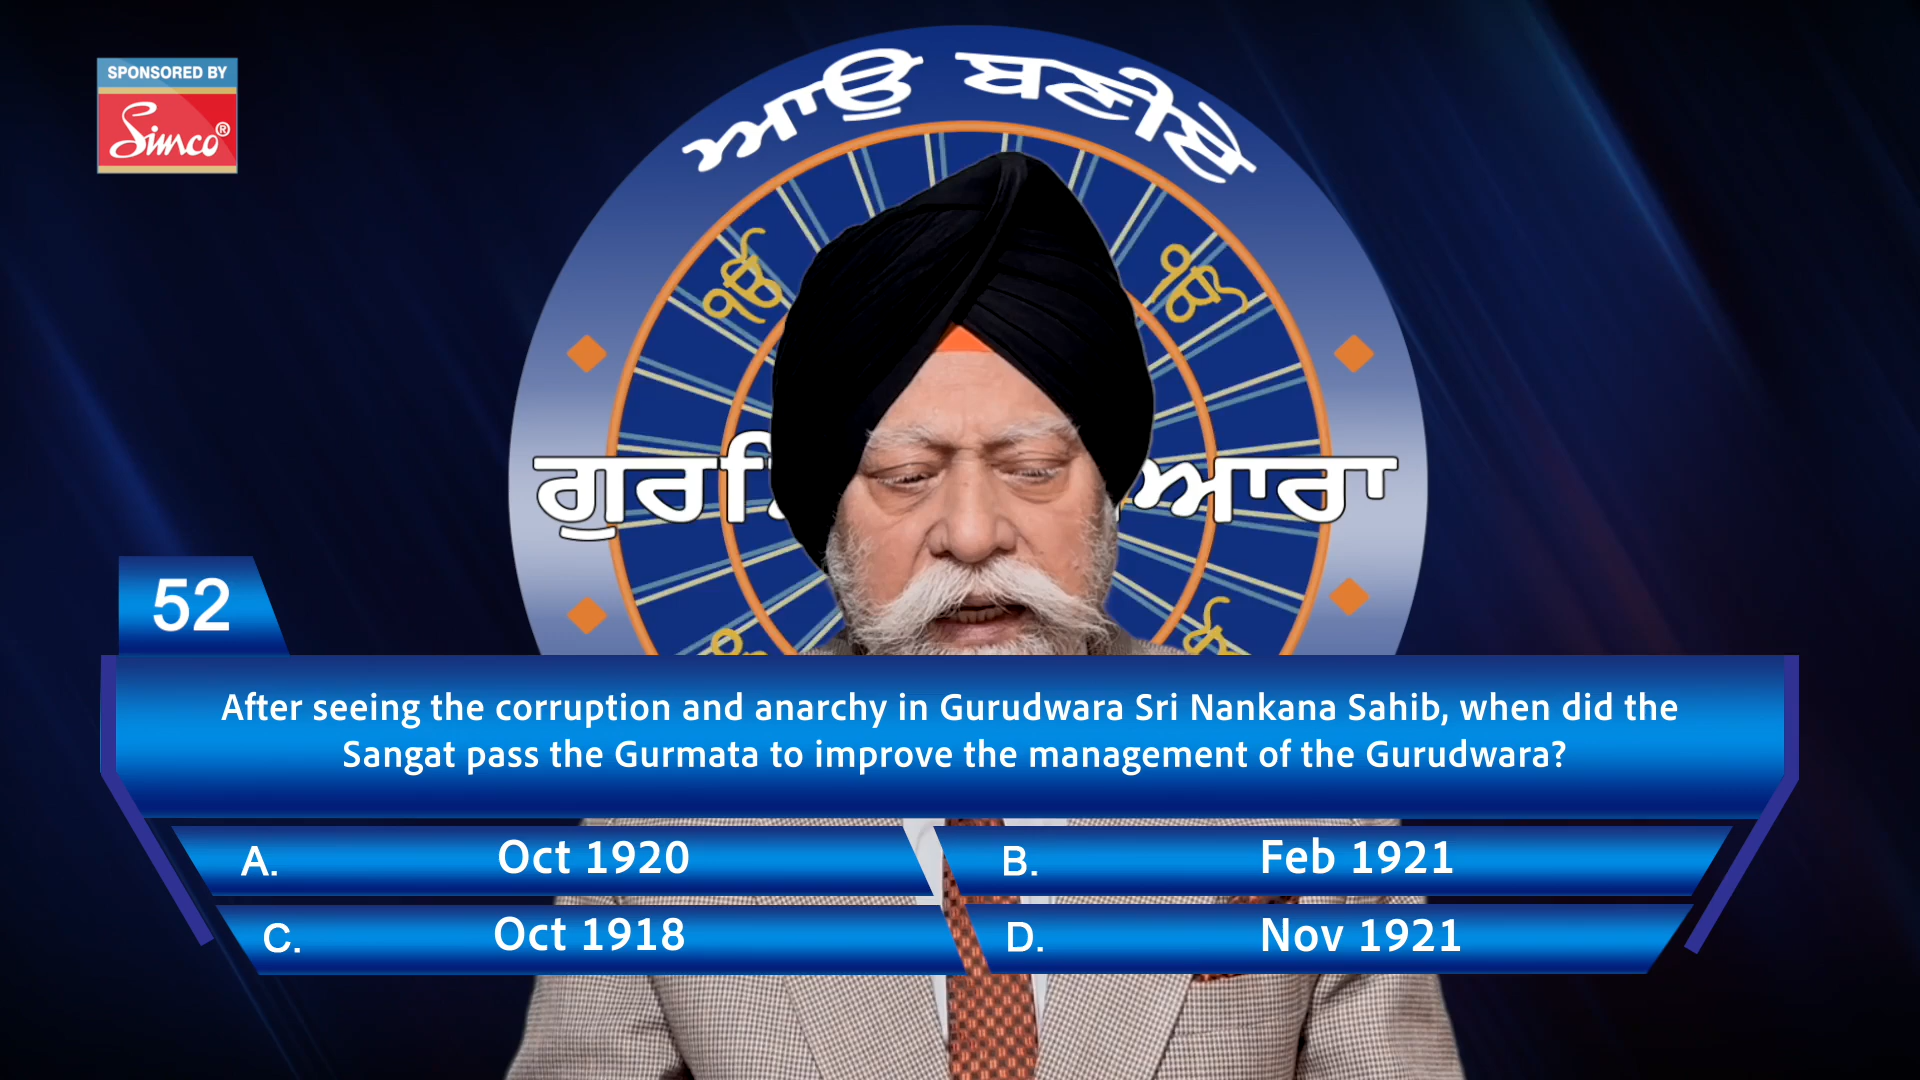 SPONSORED BY
Simco®
ਆਓ ਬਣੀਏ
52
After seeing the corruption and anarchy in Gurudwara Sri Nankana Sahib, when did the
Sangat pass the Gurmata to improve the management of the Gurudwara?
A. Oct 1920
B. Feb 1921
C. Oct 1918
D. Nov 1921